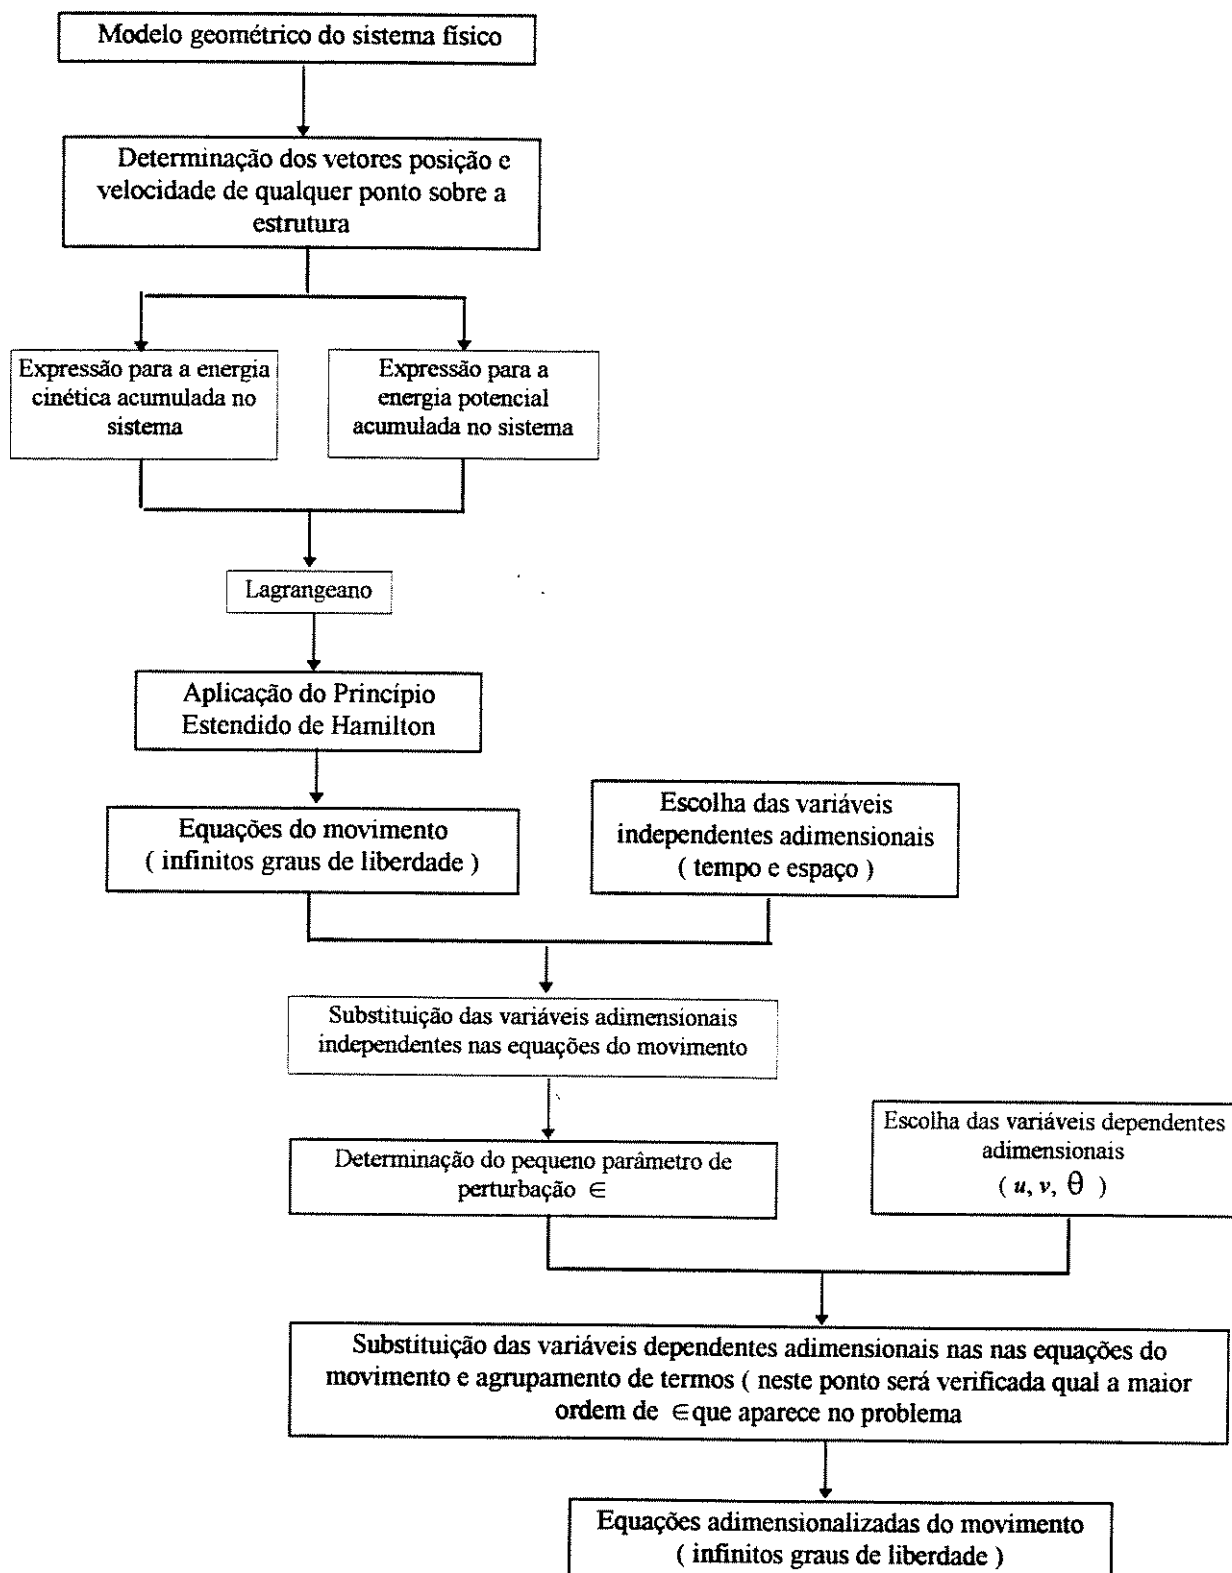 Modelo geométrico do sistema físico
Determinação dos vetores posição e
velocidade de qualquer ponto sobre a
estrutura
Expressão para a energia
cinética acumulada no
sistema
Expressão para a
energia potencial
acumulada no sistema
Lagrangeano
Aplicação do Princípio
Estendido de Hamilton
Equações do movimento
( infinitos graus de liberdade )
Escolha das variáveis
independentes adimensionais
( tempo e espaço )
Substituição das variáveis adimensionais
independentes nas equações do movimento
Determinação do pequeno parâmetro de
perturbação ∈
Escolha das variáveis dependentes
adimensionais
( u, v, θ )
Substituição das variáveis dependentes adimensionais nas nas equações do
movimento e agrupamento de termos ( neste ponto será verificada qual a maior
ordem de ∈que aparece no problema
Equações adimensionalizadas do movimento
( infinitos graus de liberdade )